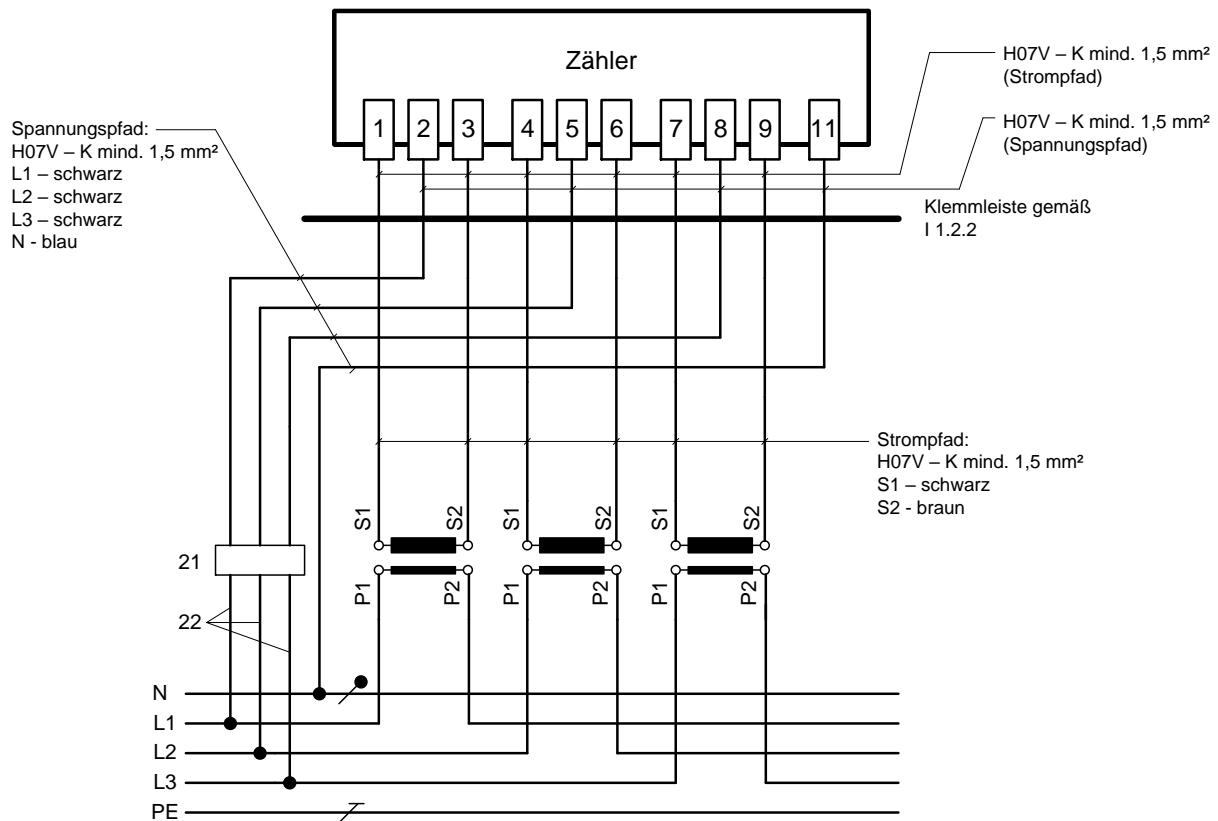 Zähler
1 2 3 4 5 6 7 8 9 11
H07V – K mind. 1,5 mm²
(Strompfad)
H07V – K mind. 1,5 mm²
(Spannungspfad)
Spannungspfad:
H07V – K mind. 1,5 mm²
L1 – schwarz
L2 – schwarz
L3 – schwarz
N - blau
Klemmleiste gemäß
I 1.2.2
Strompfad:
H07V – K mind. 1,5 mm²
S1 – schwarz
S2 - braun
S1 S2 S1 S2 S1 S2
21
P1 P2 P1 P2 P1 P2
22
N
L1
L2
L3
PE